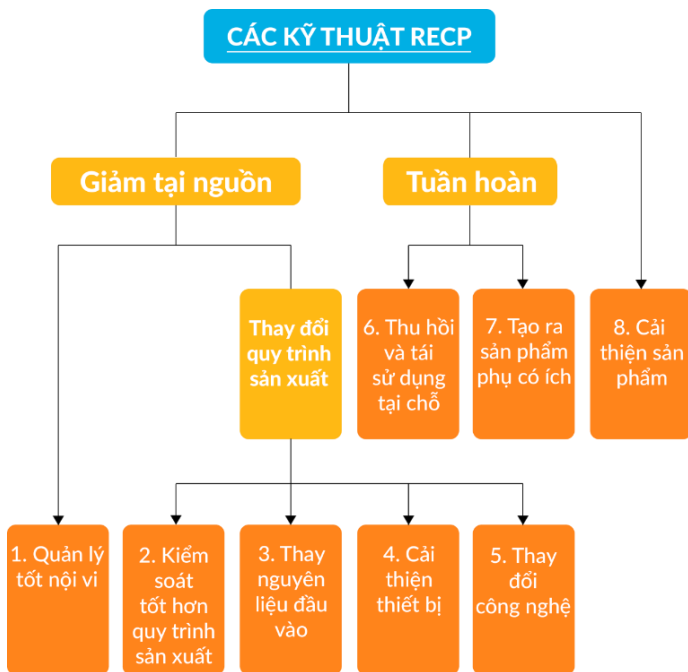 CÁC KỸ THUẬT RECP
Giảm tại nguồn
Tuần hoàn
Thay đổi
quy trình
sản xuất
6. Thu hồi
và tái
sử dụng
tại chỗ
7. Tạo ra
sản phẩm
phụ có ích
8. Cải
thiện sản
phẩm
1. Quản lý
tốt nội vi
2. Kiểm
soát
tốt hơn
quy trình
sản xuất
3. Thay
nguyên
liệu đầu
vào
4. Cải
thiện
thiết bị
5. Thay
đổi
công nghệ